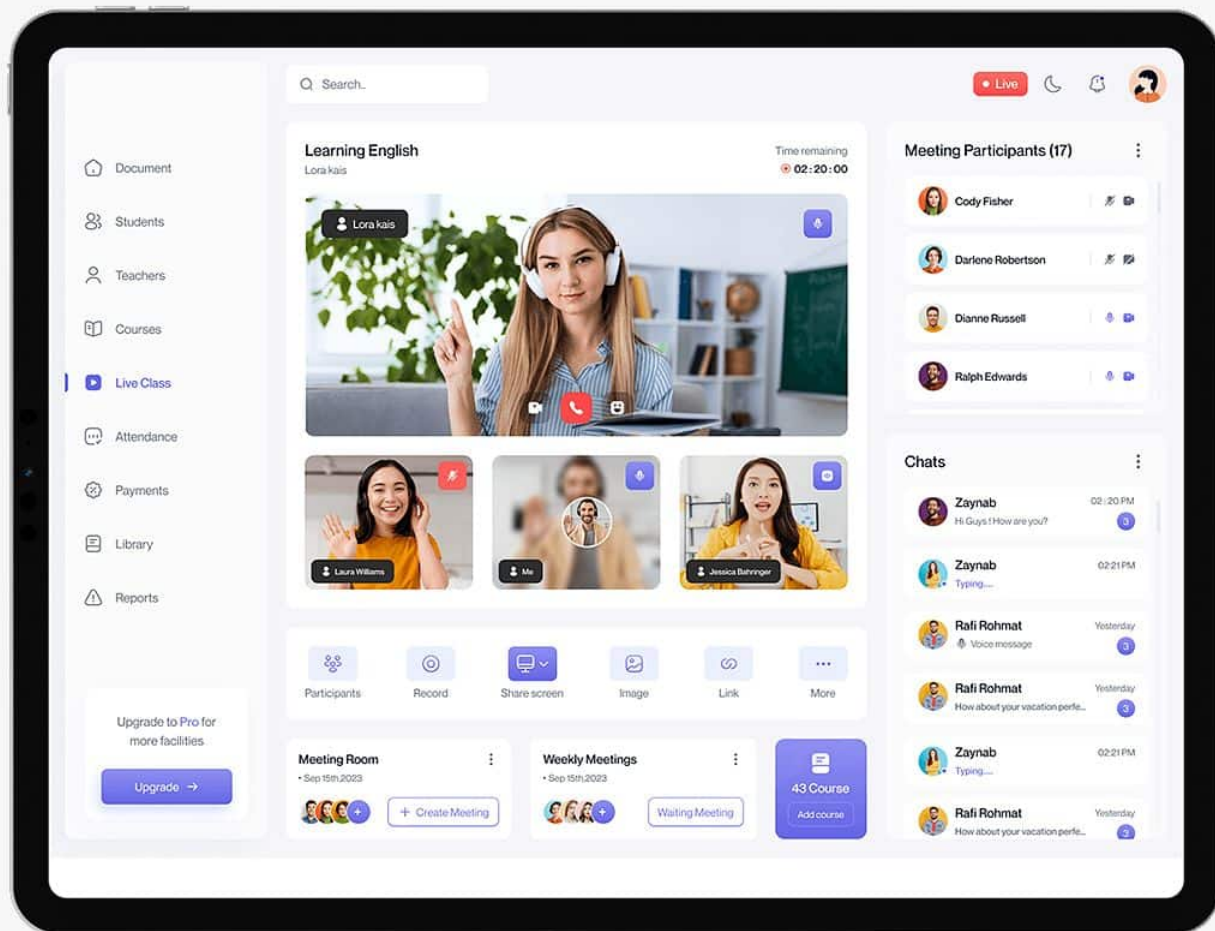 Search..
Live
Document
Students
Teachers
Courses
Live Class
Attendance
Payments
Library
Reports
Upgrade to Pro for
more facilities
Upgrade →
Learning English
Lora kais
Time remaining
02:20:00
Lora kais
Laura Williams
Me
Jessica Bahringer
Participants
Record
Share screen
Image
Link
More
Meeting Room
• Sep 15th,2023
+ Create Meeting
Weekly Meetings
• Sep 15th,2023
Waiting Meeting
43 Course
Add course
Meeting Participants (17)
Cody Fisher
Darlene Robertson
Dianne Russell
Ralph Edwards
Chats
Zaynab 02:20 PM
Hi Guys ! How are you? 3
Zaynab 02:21 PM
Typing....
Rafi Rohmat Yesterday
Voice message 3
Rafi Rohmat Yesterday
How about your vacation perfe... 3
Zaynab 02:21 PM
Typing....
Rafi Rohmat Yesterday
How about your vacation perfe... 3